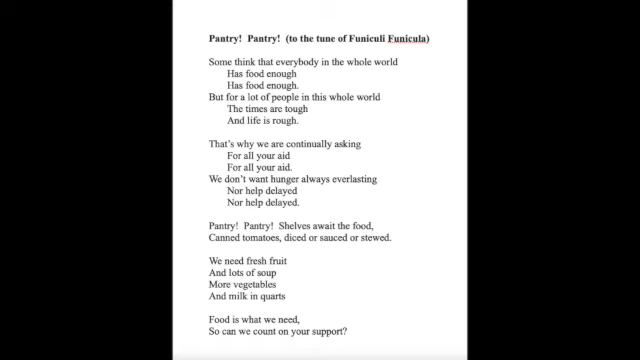 Pantry!  Pantry!  (to the tune of Funiculi Funicula)
Some think that everybody in the whole world
Has food enough
Has food enough.
But for a lot of people in this whole world
The times are tough
And life is rough.
That's why we are continually asking
For all your aid
For all your aid.
We don't want hunger always everlasting
Nor help delayed
Nor help delayed.
Pantry!  Pantry!  Shelves await the food,
Canned tomatoes, diced or sauced or stewed.
We need fresh fruit
And lots of soup
More vegetables
And milk in quarts
Food is what we need,
So can we count on your support?